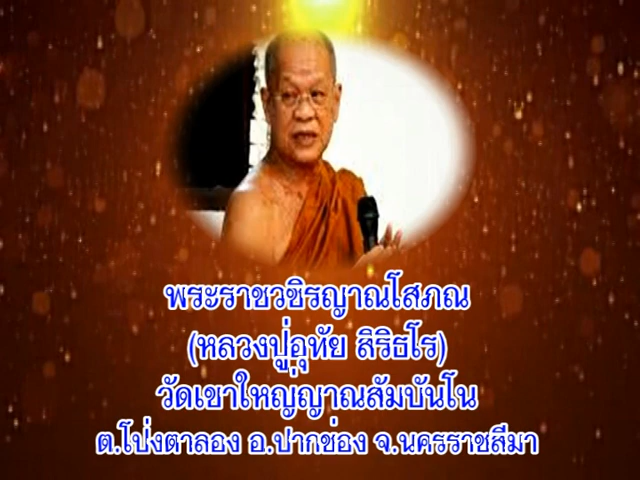 พระราชวชิรญาณโสภณ
(หลวงปู่อุทัย สิริธโร)
วัดเขาใหญ่ญาณสัมบันโน
ต.โป่งตาลอง อ.ปากช่อง จ.นครราชสีมา